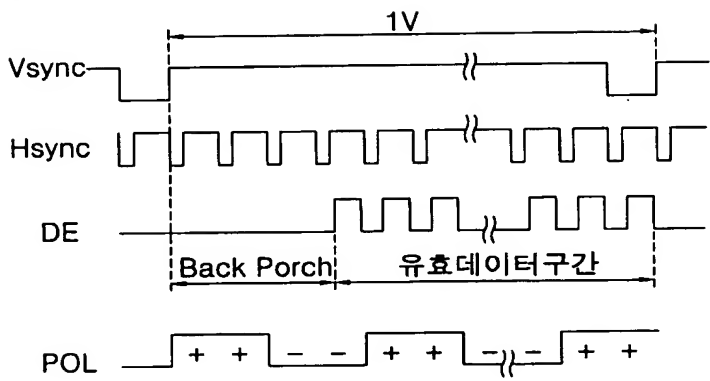 1V
Vsync
Hsync
DE
Back Porch 유효데이터구간
POL + + - - + + - - + +